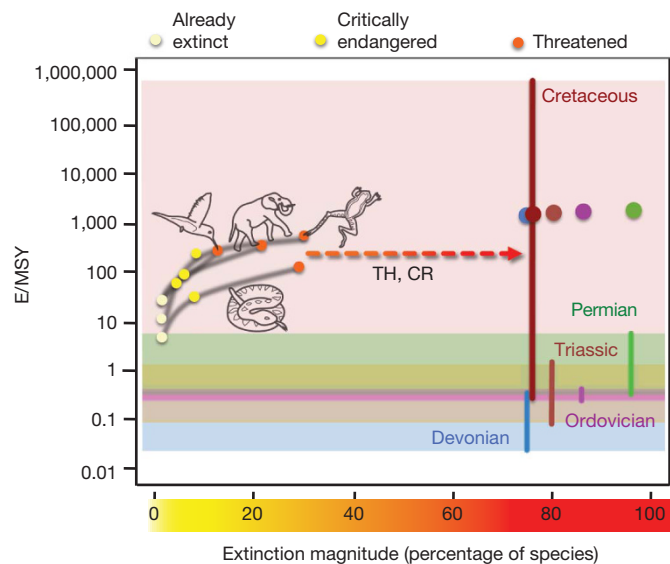 Already
extinct
Critically
endangered
Threatened
1,000,000
100,000
10,000
1,000
100
10
1
0.1
0.01
E/MSY
Cretaceous
TH, CR
Permian
Triassic
Ordovician
Devonian
0 20 40 60 80 100
Extinction magnitude (percentage of species)